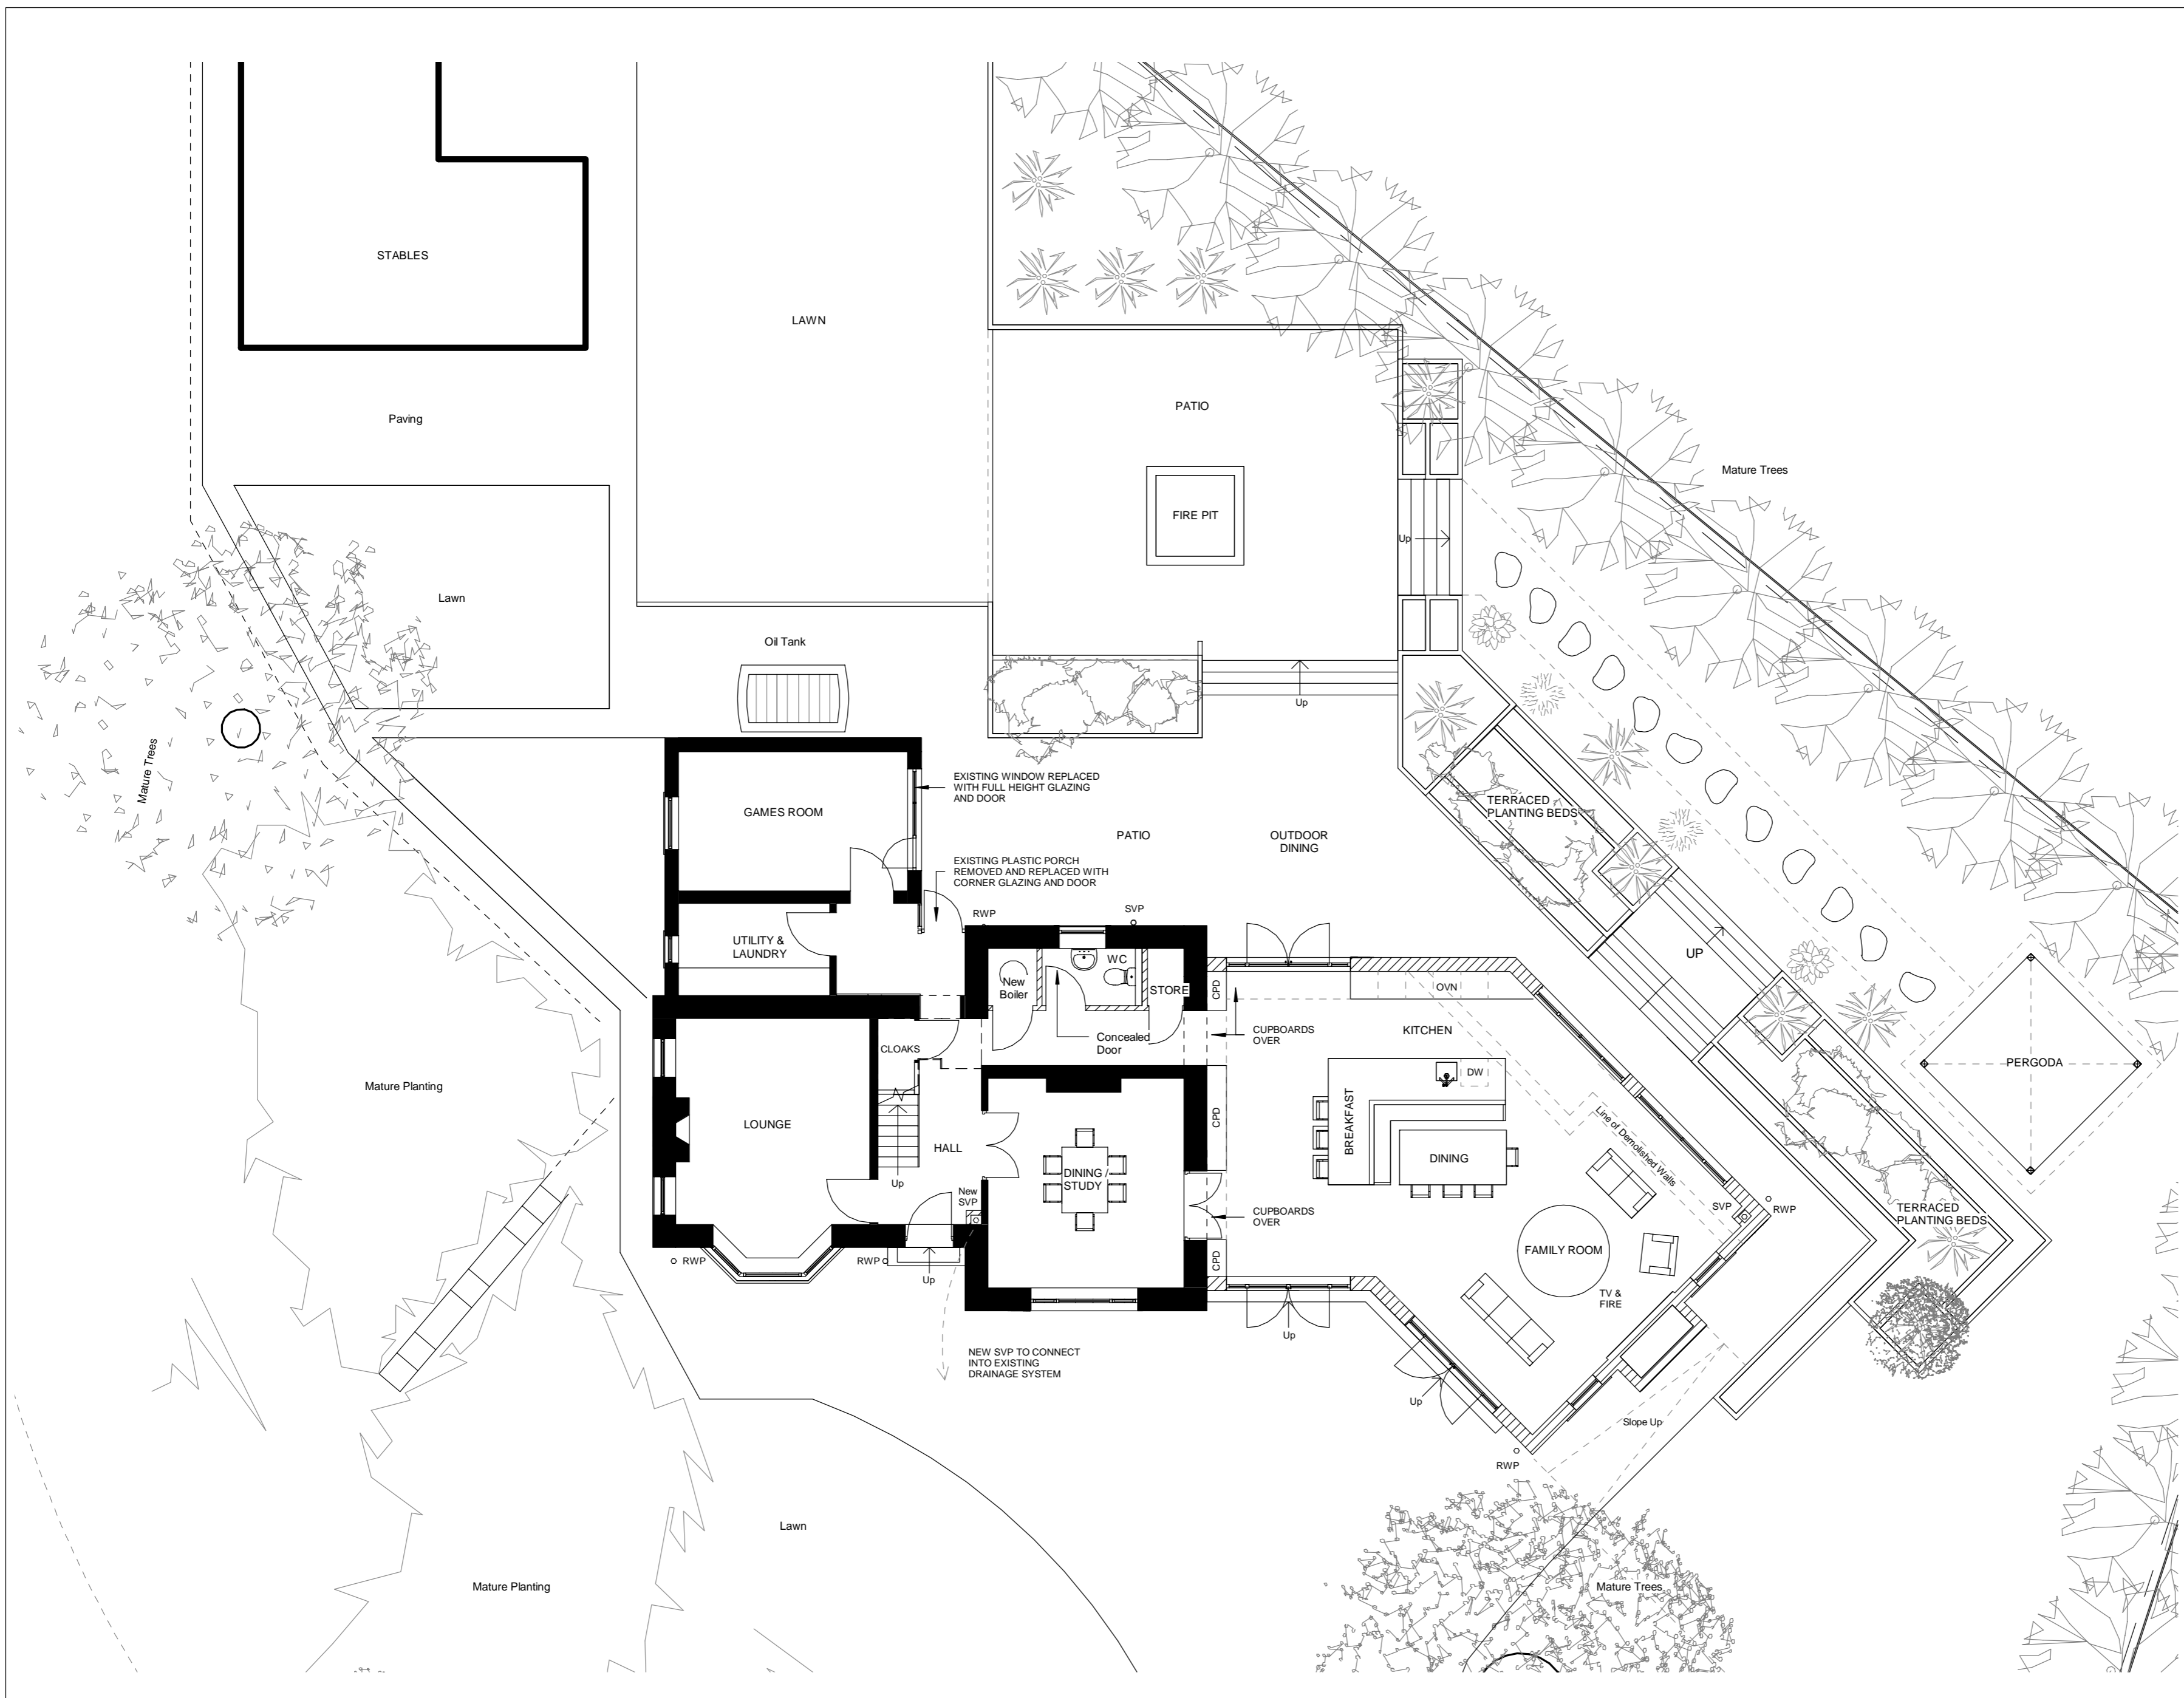 STABLES
LAWN
PATIO
Paving
Mature Trees
FIRE PIT
Up
Lawn
Oil Tank
Up
Mature Trees
EXISTING WINDOW REPLACED
WITH FULL HEIGHT GLAZING
AND DOOR
GAMES ROOM
TERRACED
PLANTING BEDS
PATIO
OUTDOOR
DINING
EXISTING PLASTIC PORCH
REMOVED AND REPLACED WITH
CORNER GLAZING AND DOOR
RWP
SVP
UTILITY &
LAUNDRY
WC
UP
New
Boiler
STORE
CPD
OVN
CUPBOARDS
OVER
KITCHEN
Concealed
Door
CLOAKS
PERGODA
DW
Mature Planting
LOUNGE
HALL
CPD
BREAKFAST
Line of Demolished Walls
DINING
DINING /
STUDY
Up
New
SVP
CUPBOARDS
OVER
SVP
RWP
TERRACED
PLANTING BEDS
FAMILY ROOM
CPD
RWP
RWP
Up
TV &
FIRE
Up
NEW SVP TO CONNECT
INTO EXISTING
DRAINAGE SYSTEM
Up
Slope Up
RWP
Lawn
Mature Planting
Mature Trees